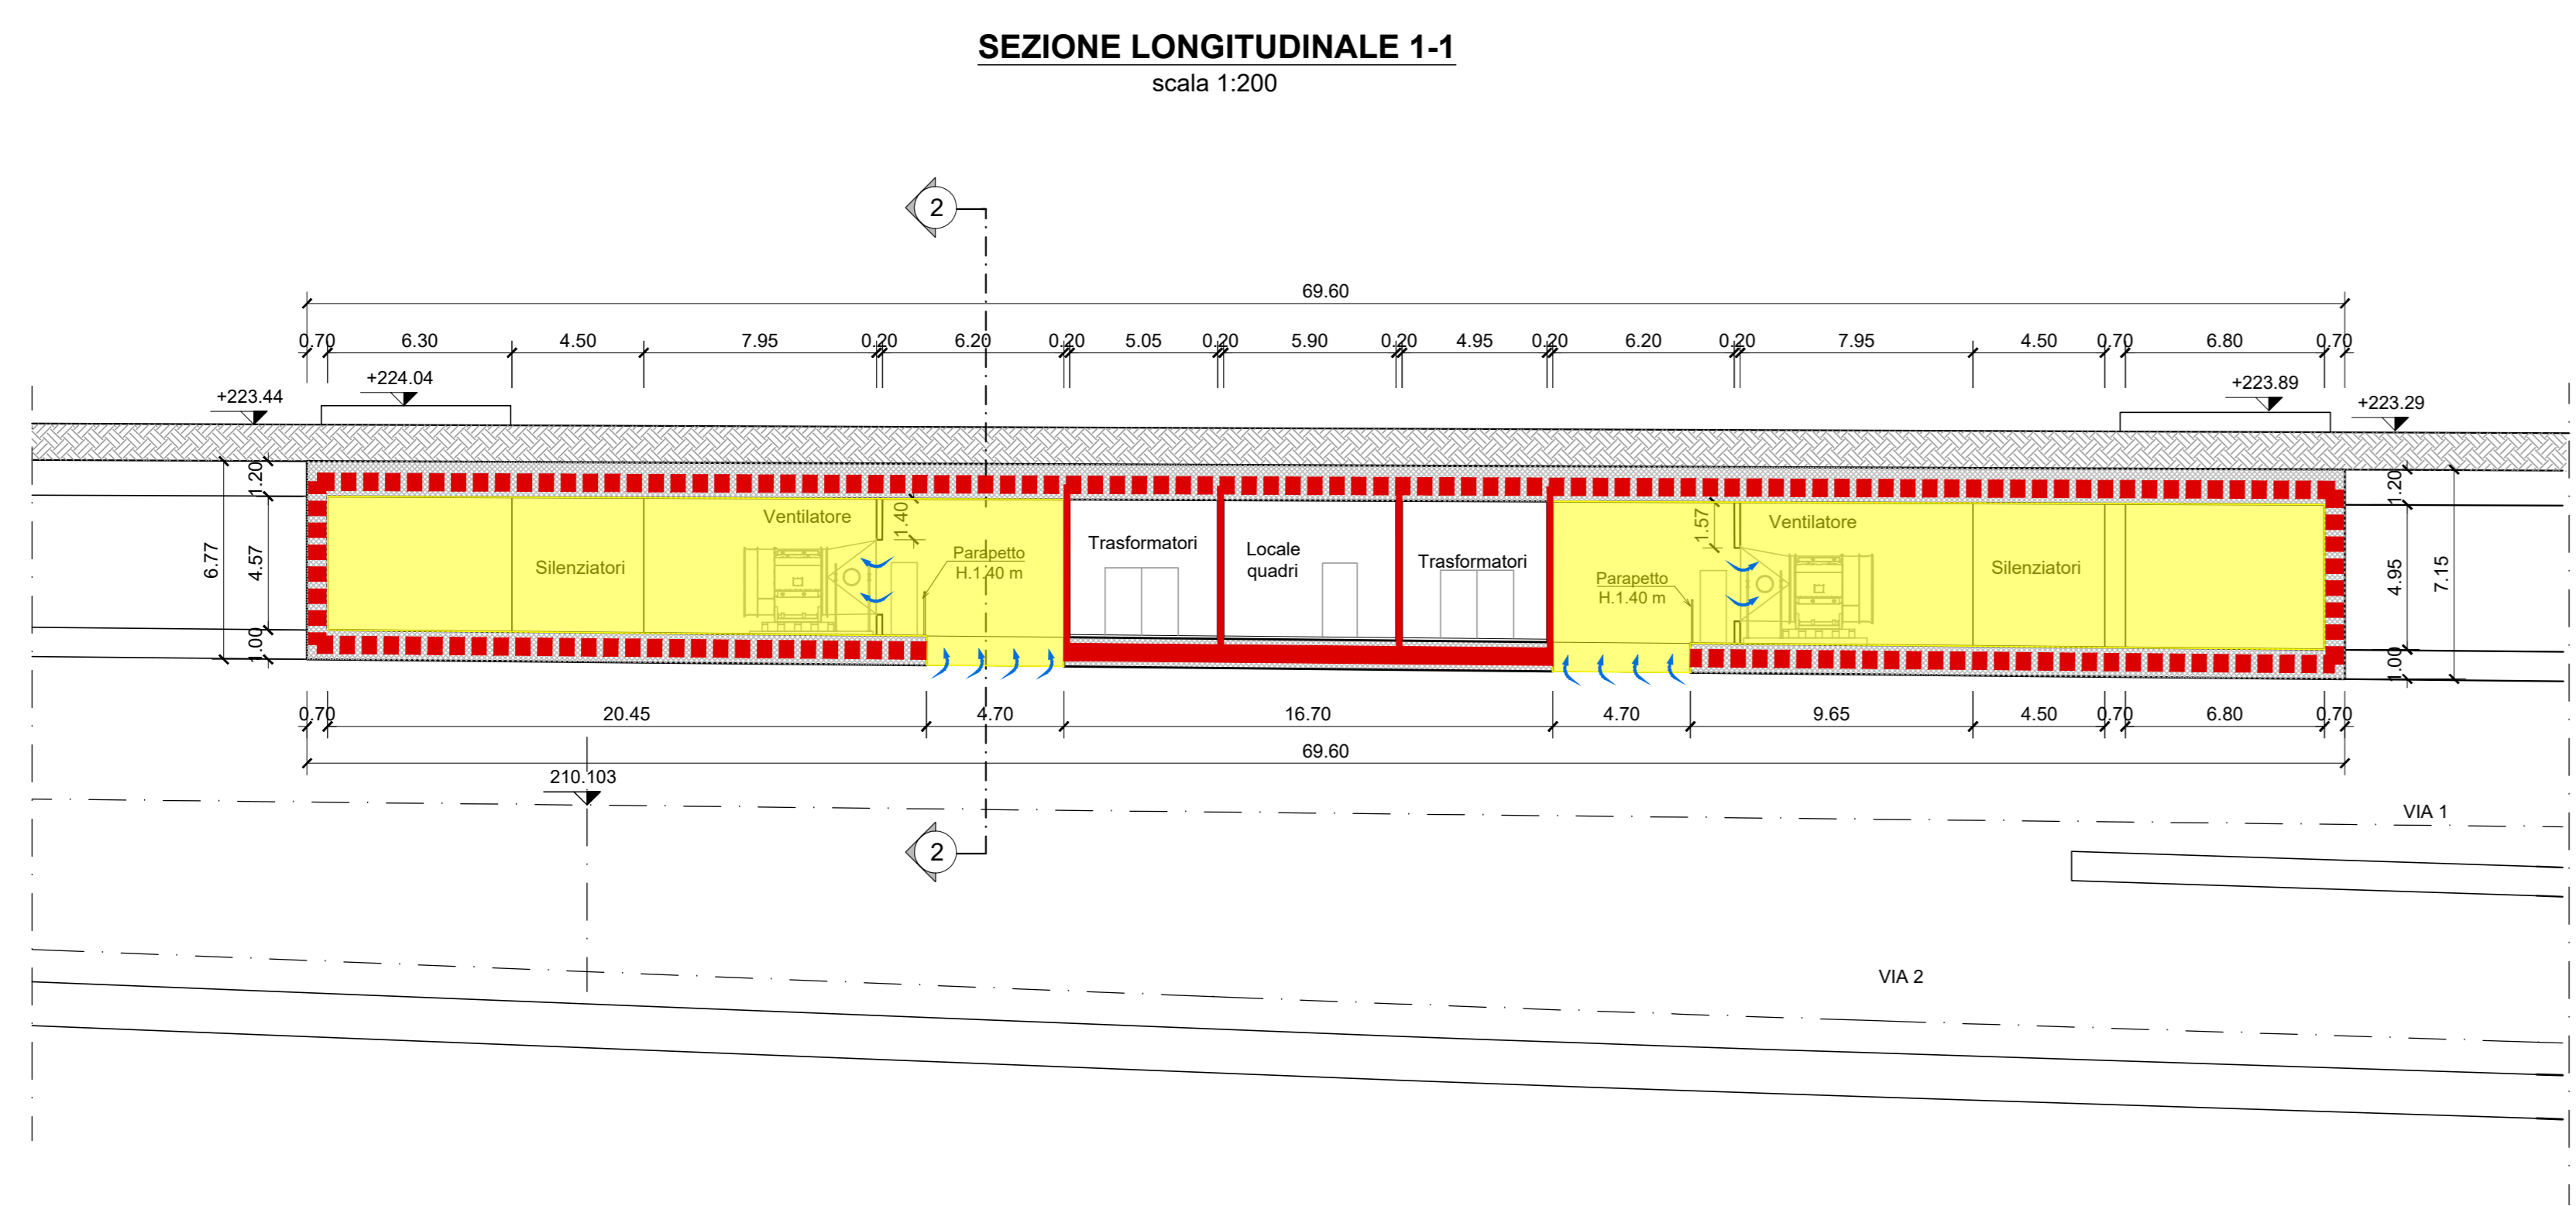 SEZIONE LONGITUDINALE 1-1
scala 1:200
2
69.60
0.70 6.30 4.50 7.95 0.20 6.20 0.20 5.05 0.20 5.90 0.20 4.95 0.20 6.20 0.20 7.95 4.50 0.70 6.80 0.70
+223.44 +224.04 +223.89 +223.29
6.77 1.20 4.57 1.00
Silenziatori
Ventilatore
1.40
Parapetto
H.1.40 m
Trasformatori
Locale
quadri
Trasformatori
Parapetto
H.1.40 m
1.57
Ventilatore
Silenziatori
1.20 4.95 1.00 7.15
0.70 20.45 4.70 16.70 4.70 9.65 4.50 0.70 6.80 0.70
69.60
210.103
VIA 1
2
VIA 2